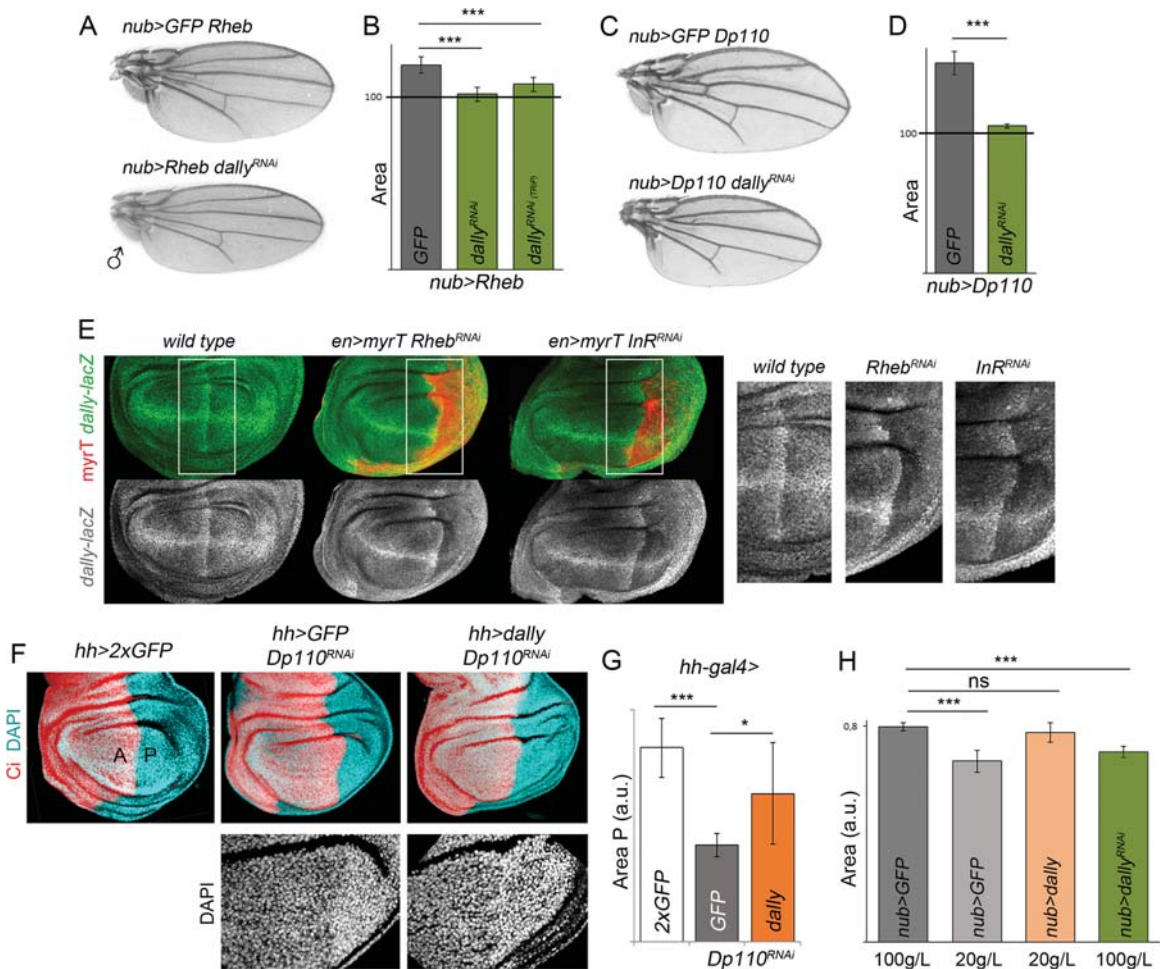 A
nub>GFP Rheb
nub>Rheb dally^RNAi
♂
B
***
***
100
Area
GFP
dally^RNAi
dally^RNAi (TRiP)
nub>Rheb
C
nub>GFP Dp110
nub>Dp110 dally^RNAi
D
***
100
Area
GFP
dally^RNAi
nub>Dp110
E
wild type
en>myrT Rheb^RNAi
en>myrT InR^RNAi
myrT dally-lacZ
dally-lacZ
wild type
Rheb^RNAi
InR^RNAi
F
hh>2xGFP
hh>GFP
Dp110^RNAi
hh>dally
Dp110^RNAi
Ci DAPI
A P
DAPI
G
hh-gal4>
***
*
Area P (a.u.)
2xGFP
GFP
dally
Dp110^RNAi
H
***
ns
***
0.8
Area (a.u.)
nub>GFP
nub>GFP
nub>dally
nub>dally^RNAi
100g/L 20g/L 20g/L 100g/L